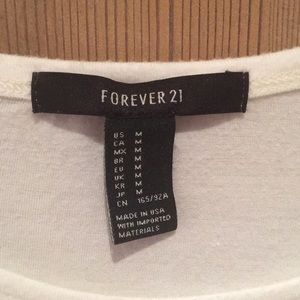 FOREVER 21
US M
CA M
MX M
BR M
EU M
UK M
KR M
JP M
CN 165/92A
MADE IN USA
WITH IMPORTED
MATERIALS